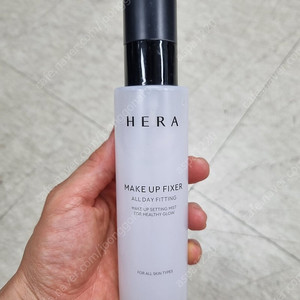 HERA
MAKE UP FIXER
ALL DAY FITTING
MAKE UP SETTING MIST
FOR HEALTHY GLOW
FOR ALL SKIN TYPES